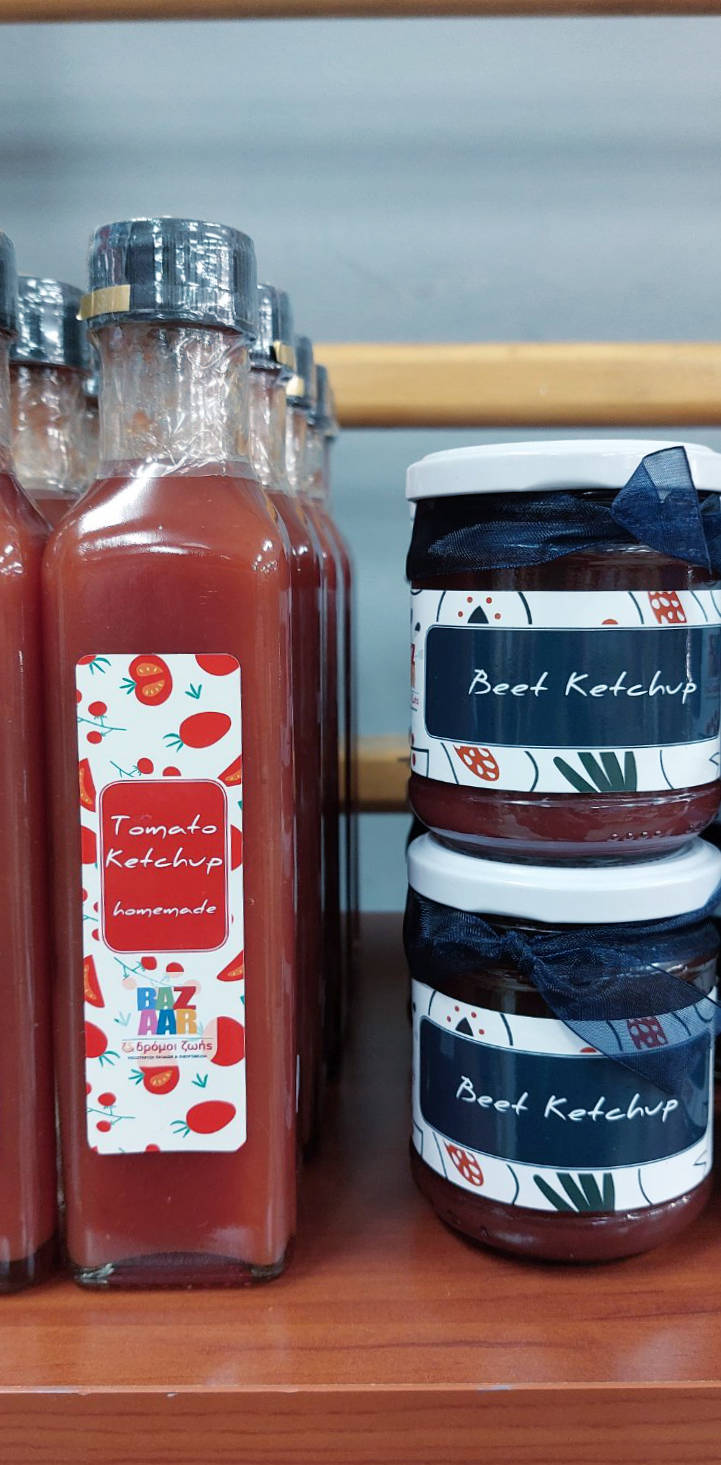 Tomato
Ketchup
homemade
BAZ
AAR
δρόμοι ζωής
Beet Ketchup
Beet Ketchup